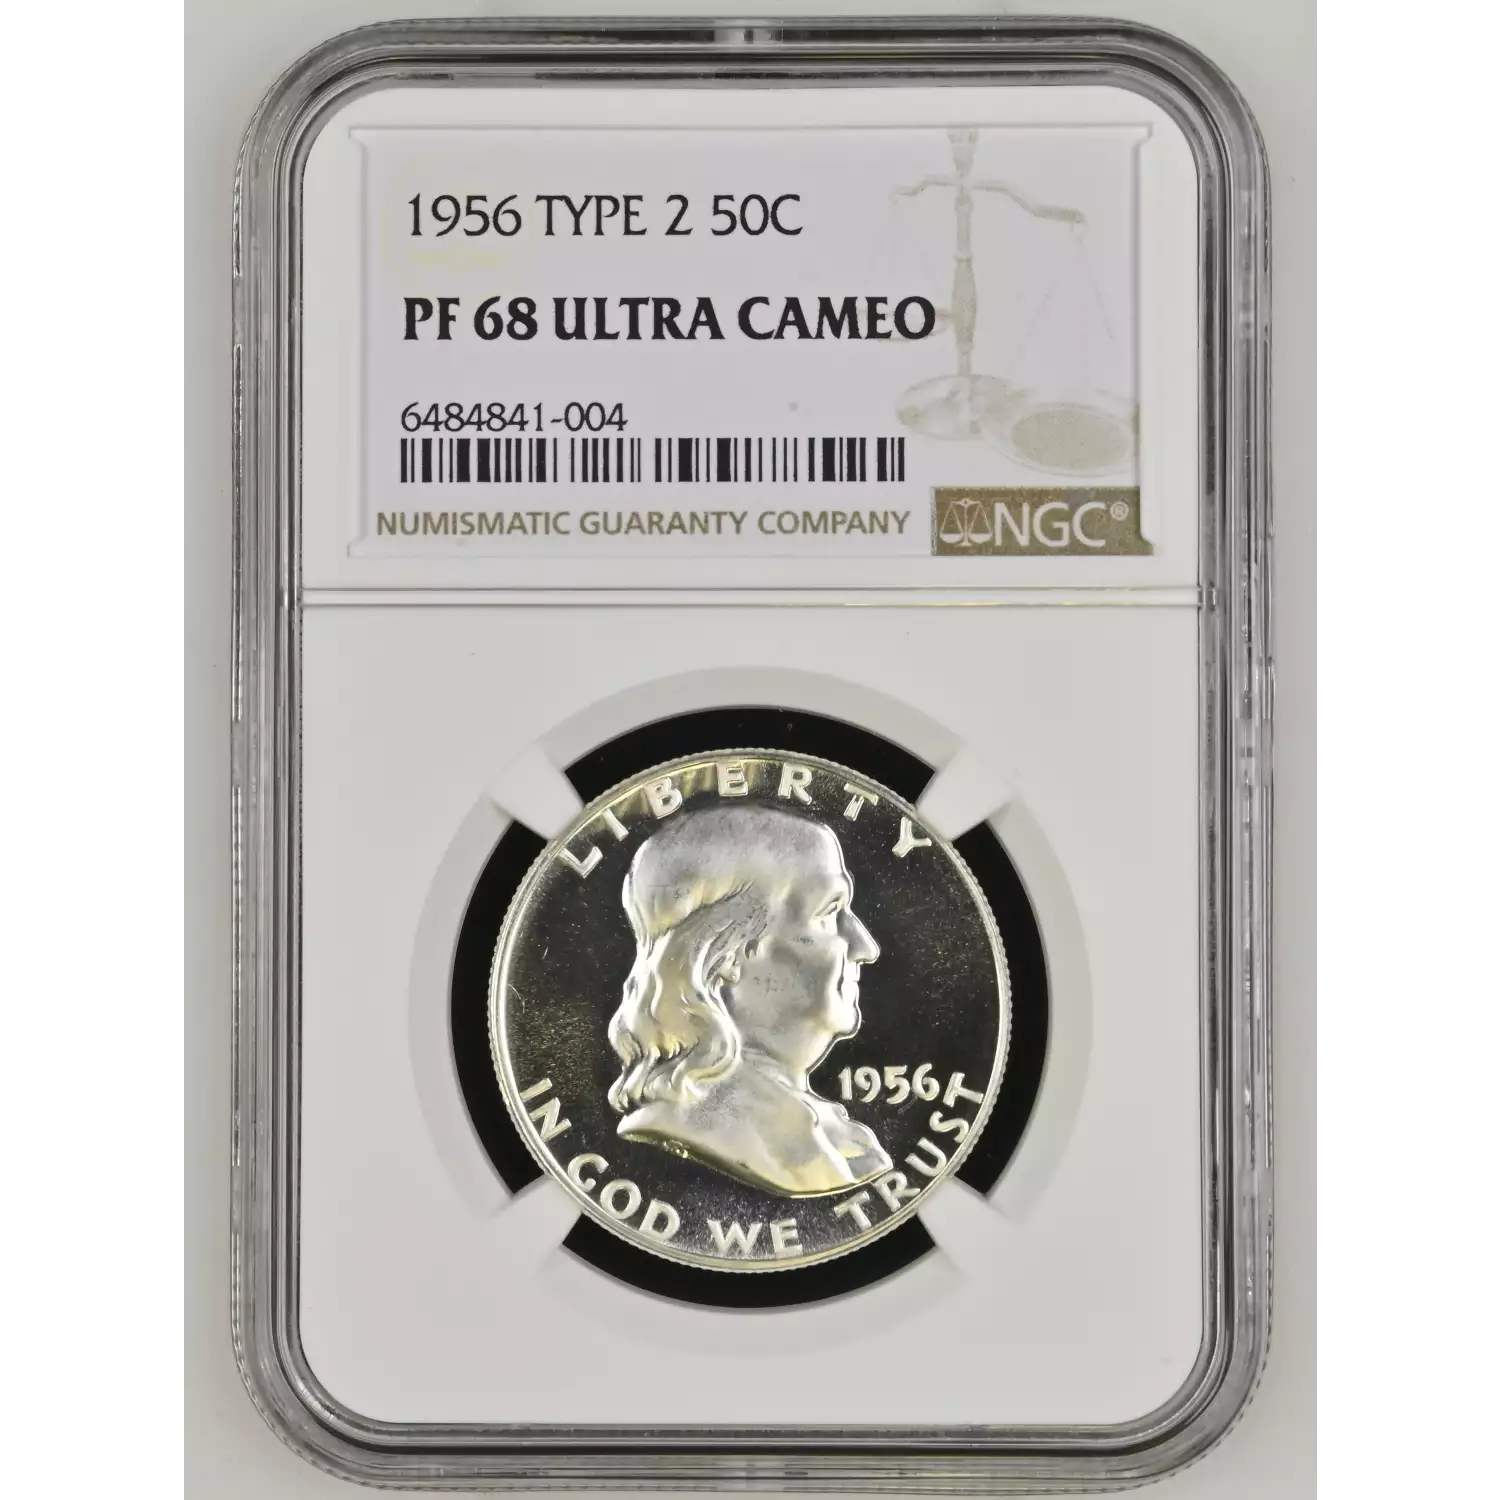 1956 TYPE 2 50C
PF 68 ULTRA CAMEO
6484841-004
NUMISMATIC GUARANTY COMPANY NGC®
LIBERTY
1956
IN GOD WE TRUST